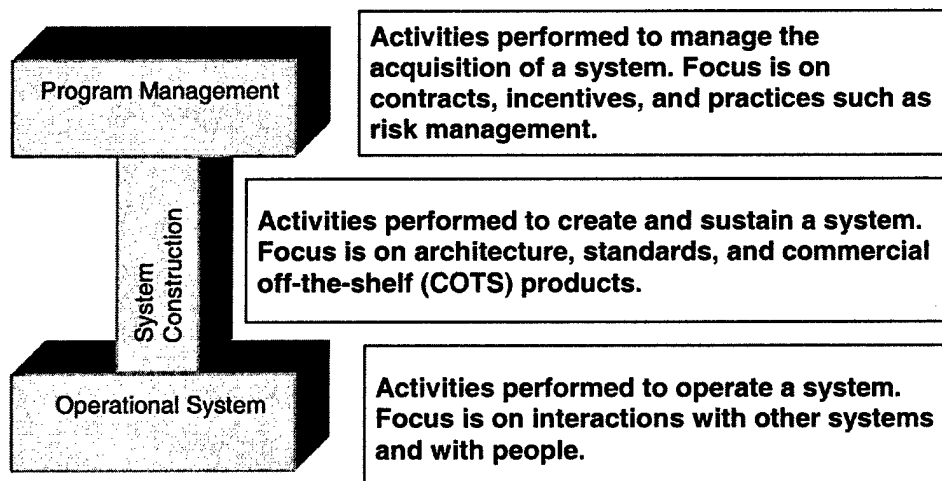 Program Management
Activities performed to manage the
acquisition of a system. Focus is on
contracts, incentives, and practices such as
risk management.
System
Construction
Activities performed to create and sustain a system.
Focus is on architecture, standards, and commercial
off-the-shelf (COTS) products.
Operational System
Activities performed to operate a system.
Focus is on interactions with other systems
and with people.